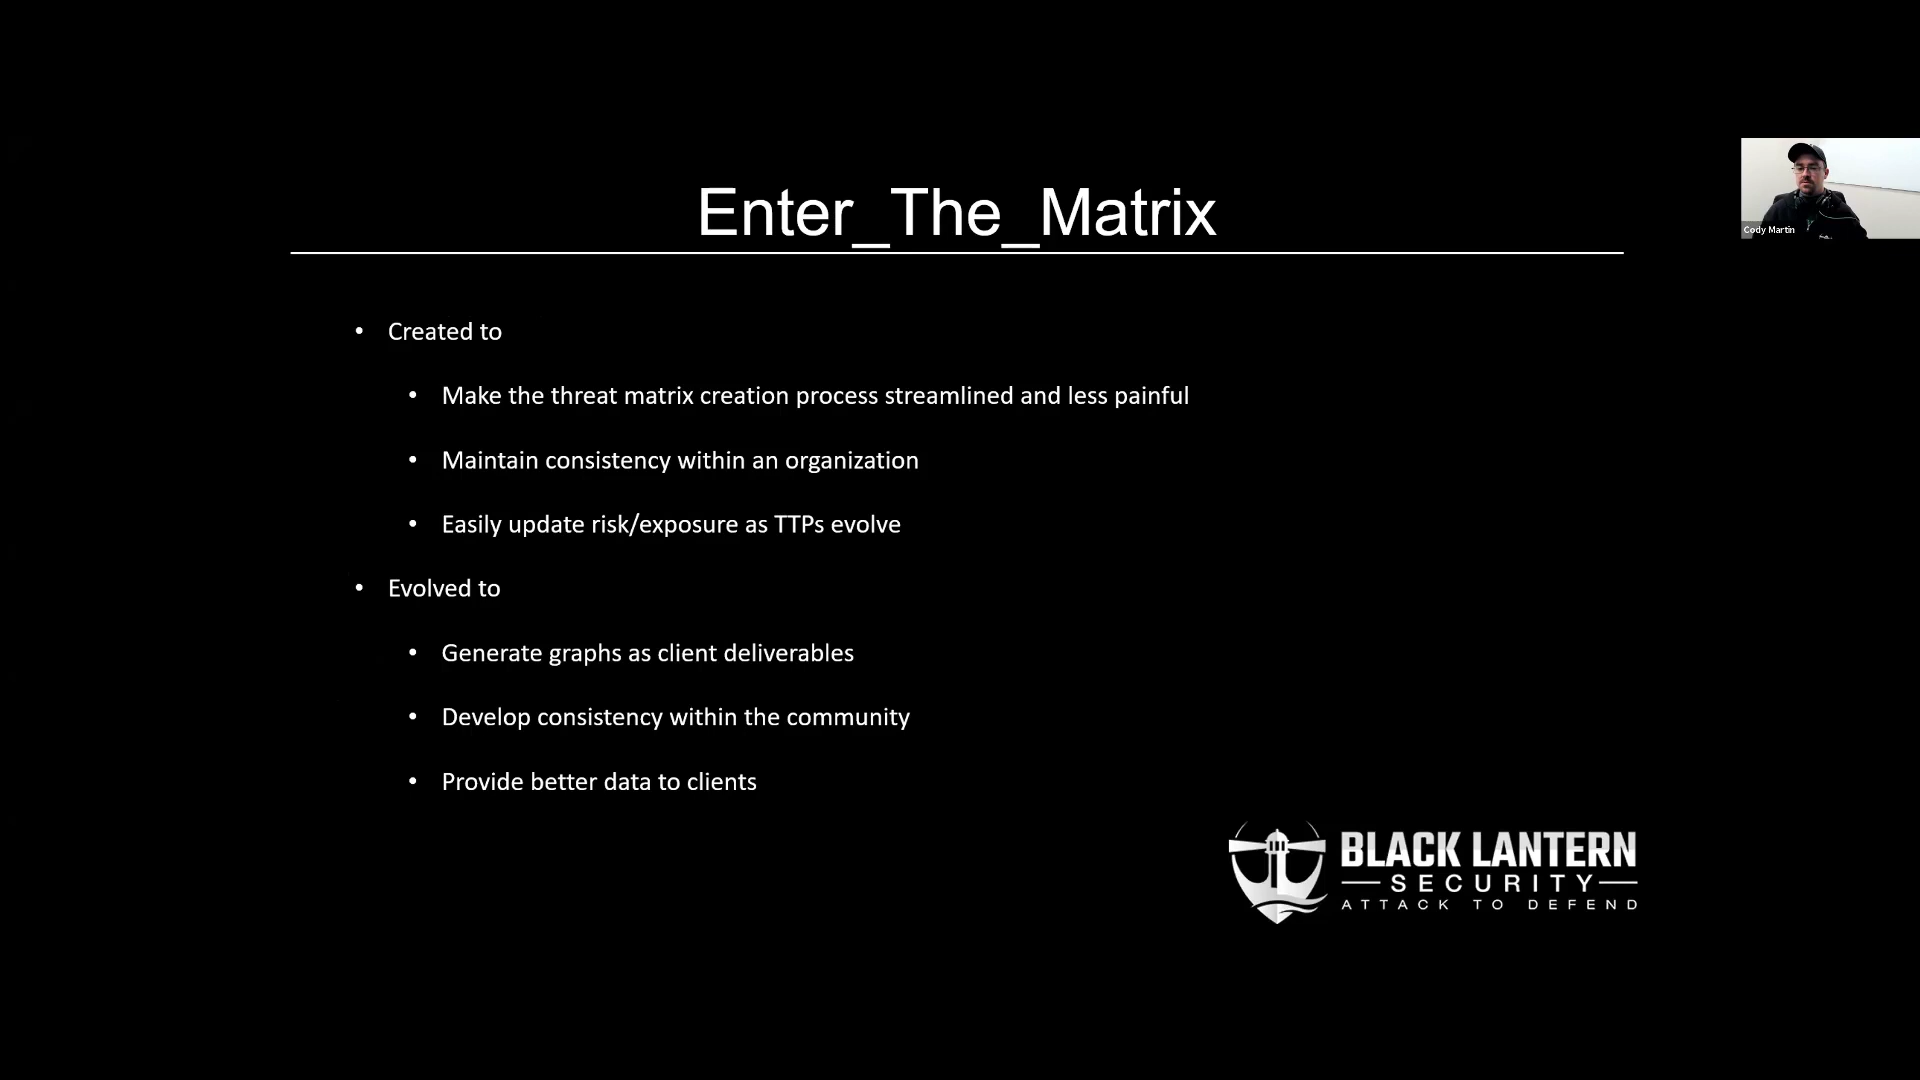 Enter_The_Matrix
Cody Martin
• Created to
• Make the threat matrix creation process streamlined and less painful
• Maintain consistency within an organization
• Easily update risk/exposure as TTPs evolve
• Evolved to
• Generate graphs as client deliverables
• Develop consistency within the community
• Provide better data to clients
BLACK LANTERN
SECURITY
ATTACK TO DEFEND